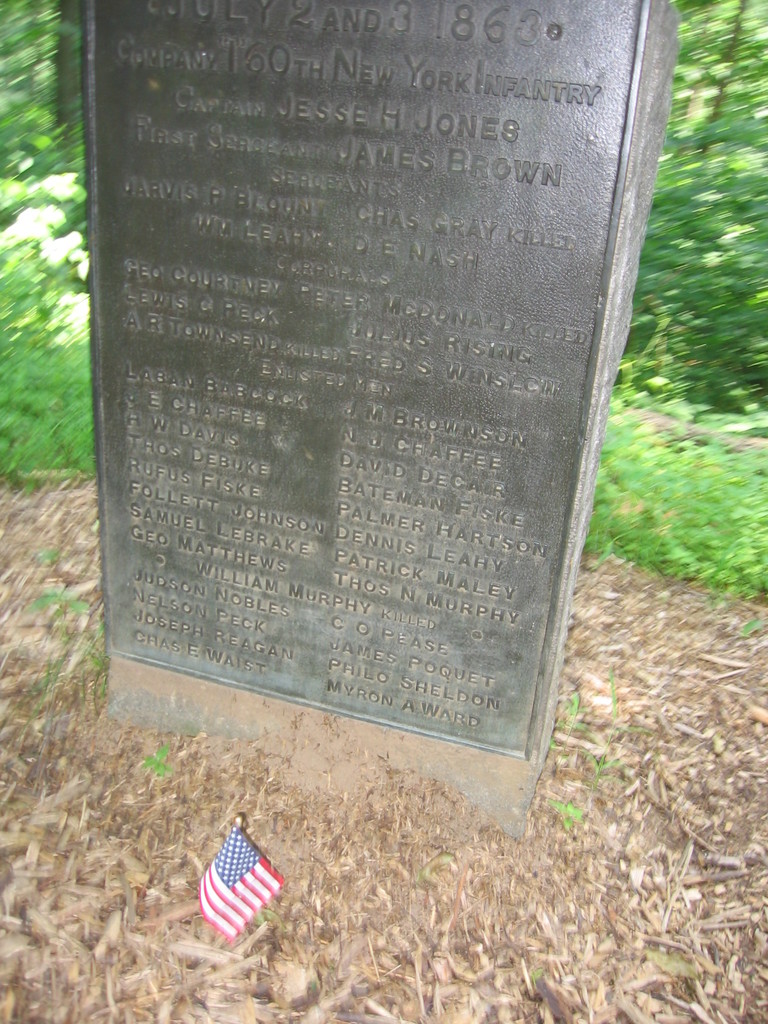 JULY 2 AND 3 1863.
COMPANY "I" 60TH NEW YORK INFANTRY
CAPTAIN JESSE H JONES
FIRST SERGEANT JAMES BROWN
SERGEANTS
JARVIS P BLOUNT CHAS GRAY KILLED
WM LEAHY D E NASH
CORPORALS
GEO COURTNEY PETER MCDONALD KILLED
LEWIS C PECK JULIUS RISING
A R TOWNSEND KILLED FRED S WINSLOW
ENLISTED MEN
LABAN BABCOCK J M BROWNSON
J E CHAFFEE N J CHAFFEE
H W DAVIS DAVID DECAIR
THOS DEBUKE BATEMAN FISKE
RUFUS FISKE PALMER HARTSON
FOLLETT JOHNSON DENNIS LEAHY
SAMUEL LEBRAKE PATRICK MALEY
GEO MATTHEWS THOS N MURPHY
WILLIAM MURPHY KILLED
JUDSON NOBLES C O PEASE
NELSON PECK JAMES POQUET
JOSEPH REAGAN PHILO SHELDON
CHAS E WAIST MYRON A WARD